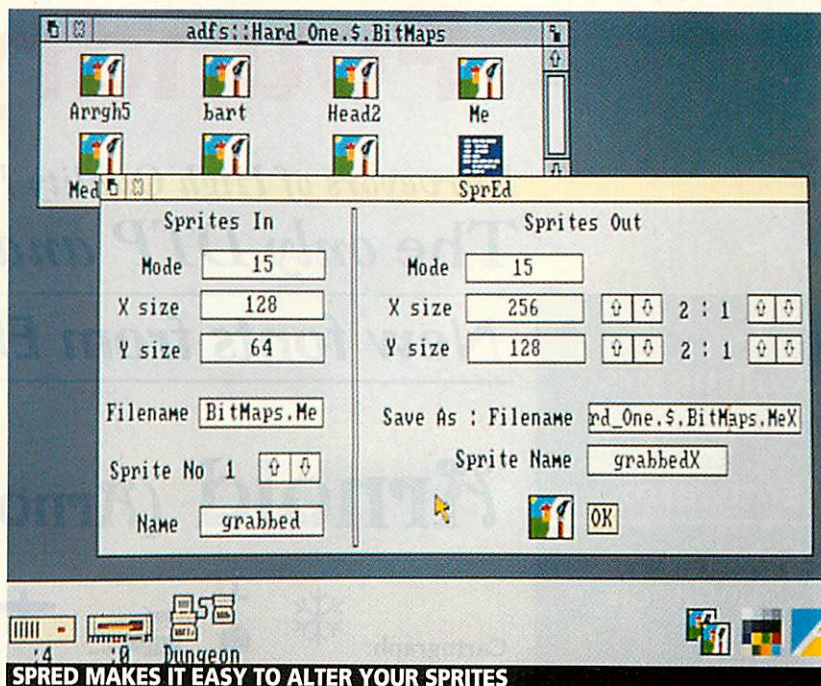 adfs::Hard_One.$.BitMaps
Arrgh5 bart Head2 Me
Med
SprEd
Sprites In Sprites Out
Mode 15 Mode 15
X size 128 X size 256 2 : 1
Y size 64 Y size 128 2 : 1
Filename BitMaps.Me Save As : Filename rd_One.$.BitMaps.MeX
Sprite No 1 Sprite Name grabbedX
Name grabbed OK
:4 :0 Dungeon
SPRED MAKES IT EASY TO ALTER YOUR SPRITES